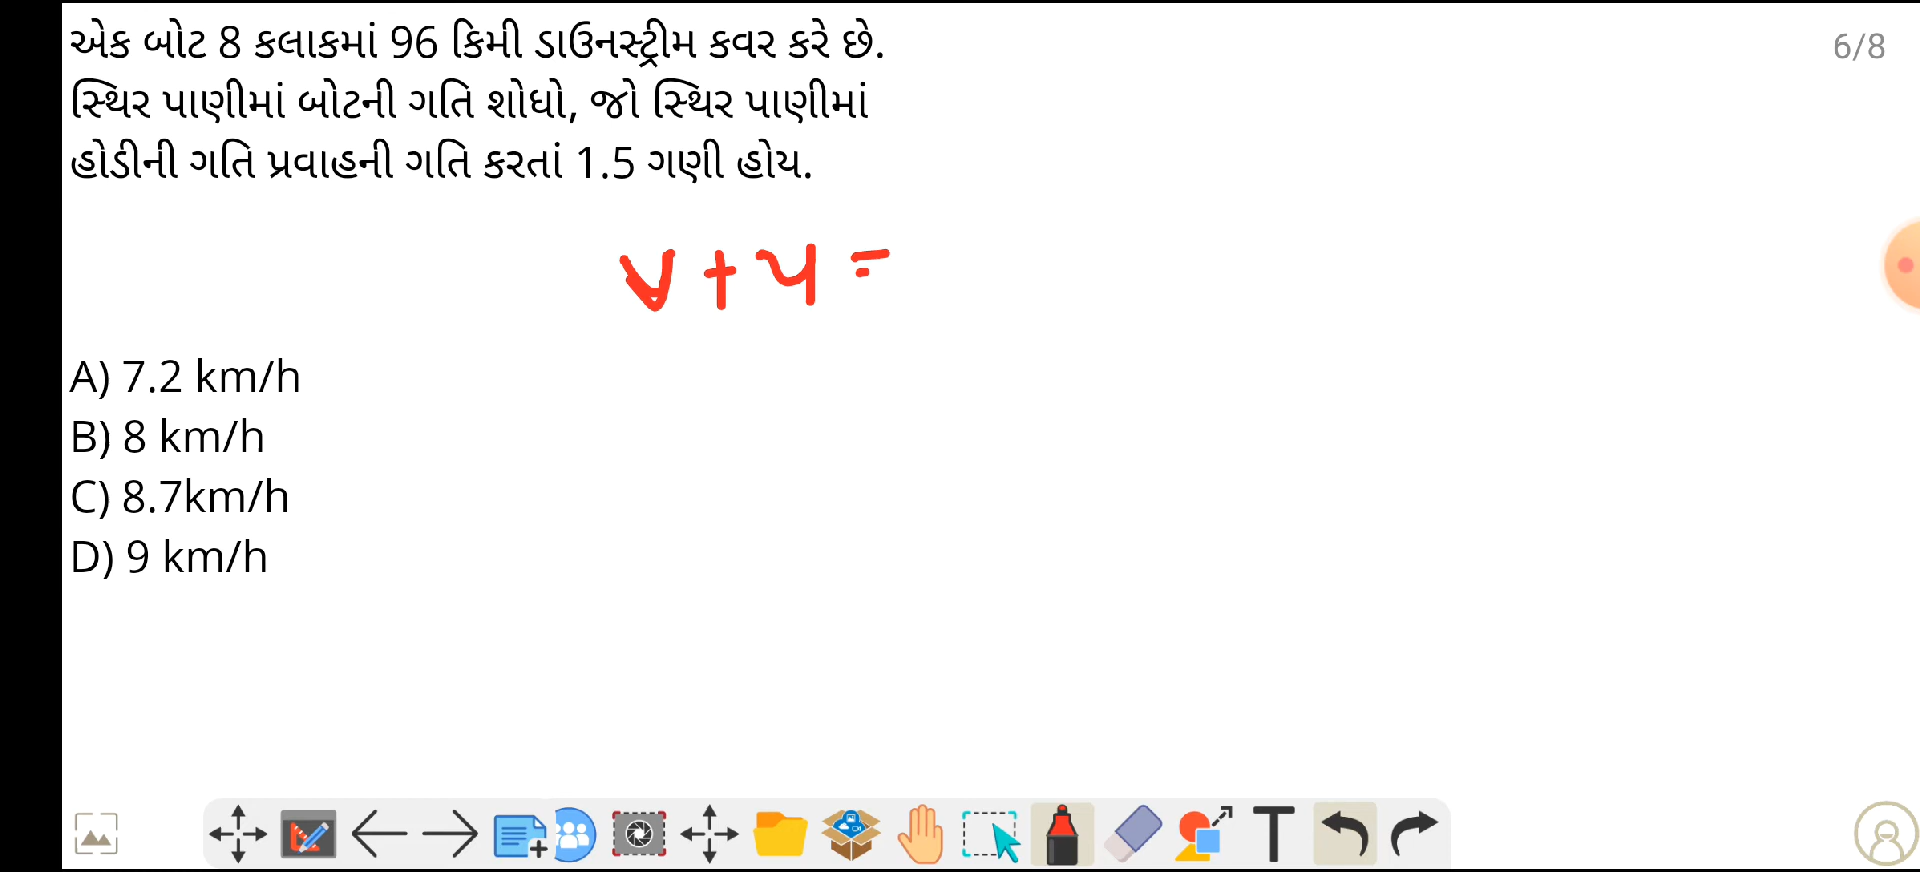 એક બોટ 8 કલાકમાં 96 કિમી ડાઉનસ્ટ્રીમ કવર કરે છે.
સ્થિર પાણીમાં બોટની ગતિ શોધો, જો સ્થિર પાણીમાં
હોડીની ગતિ પ્રવાહની ગતિ કરતાં 1.5 ગણી હોય.
6/8
v + y =
A) 7.2 km/h
B) 8 km/h
C) 8.7km/h
D) 9 km/h
T